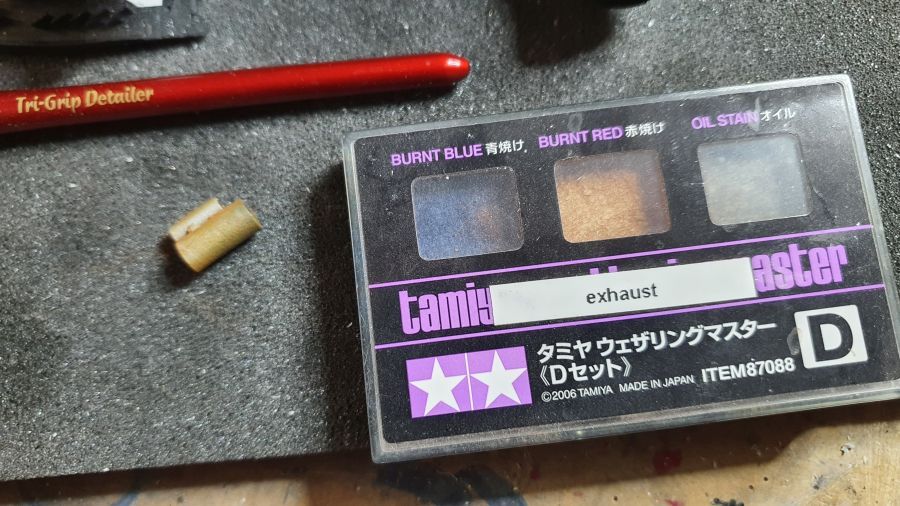 Tri-Grip Detailer
BURNT BLUE 青焼け
BURNT RED 赤焼け
OIL STAIN オイル
exhaust
タミヤ ウェザリングマスター
《Dセット》
D
©2006 TAMIYA MADE IN JAPAN ITEM87088